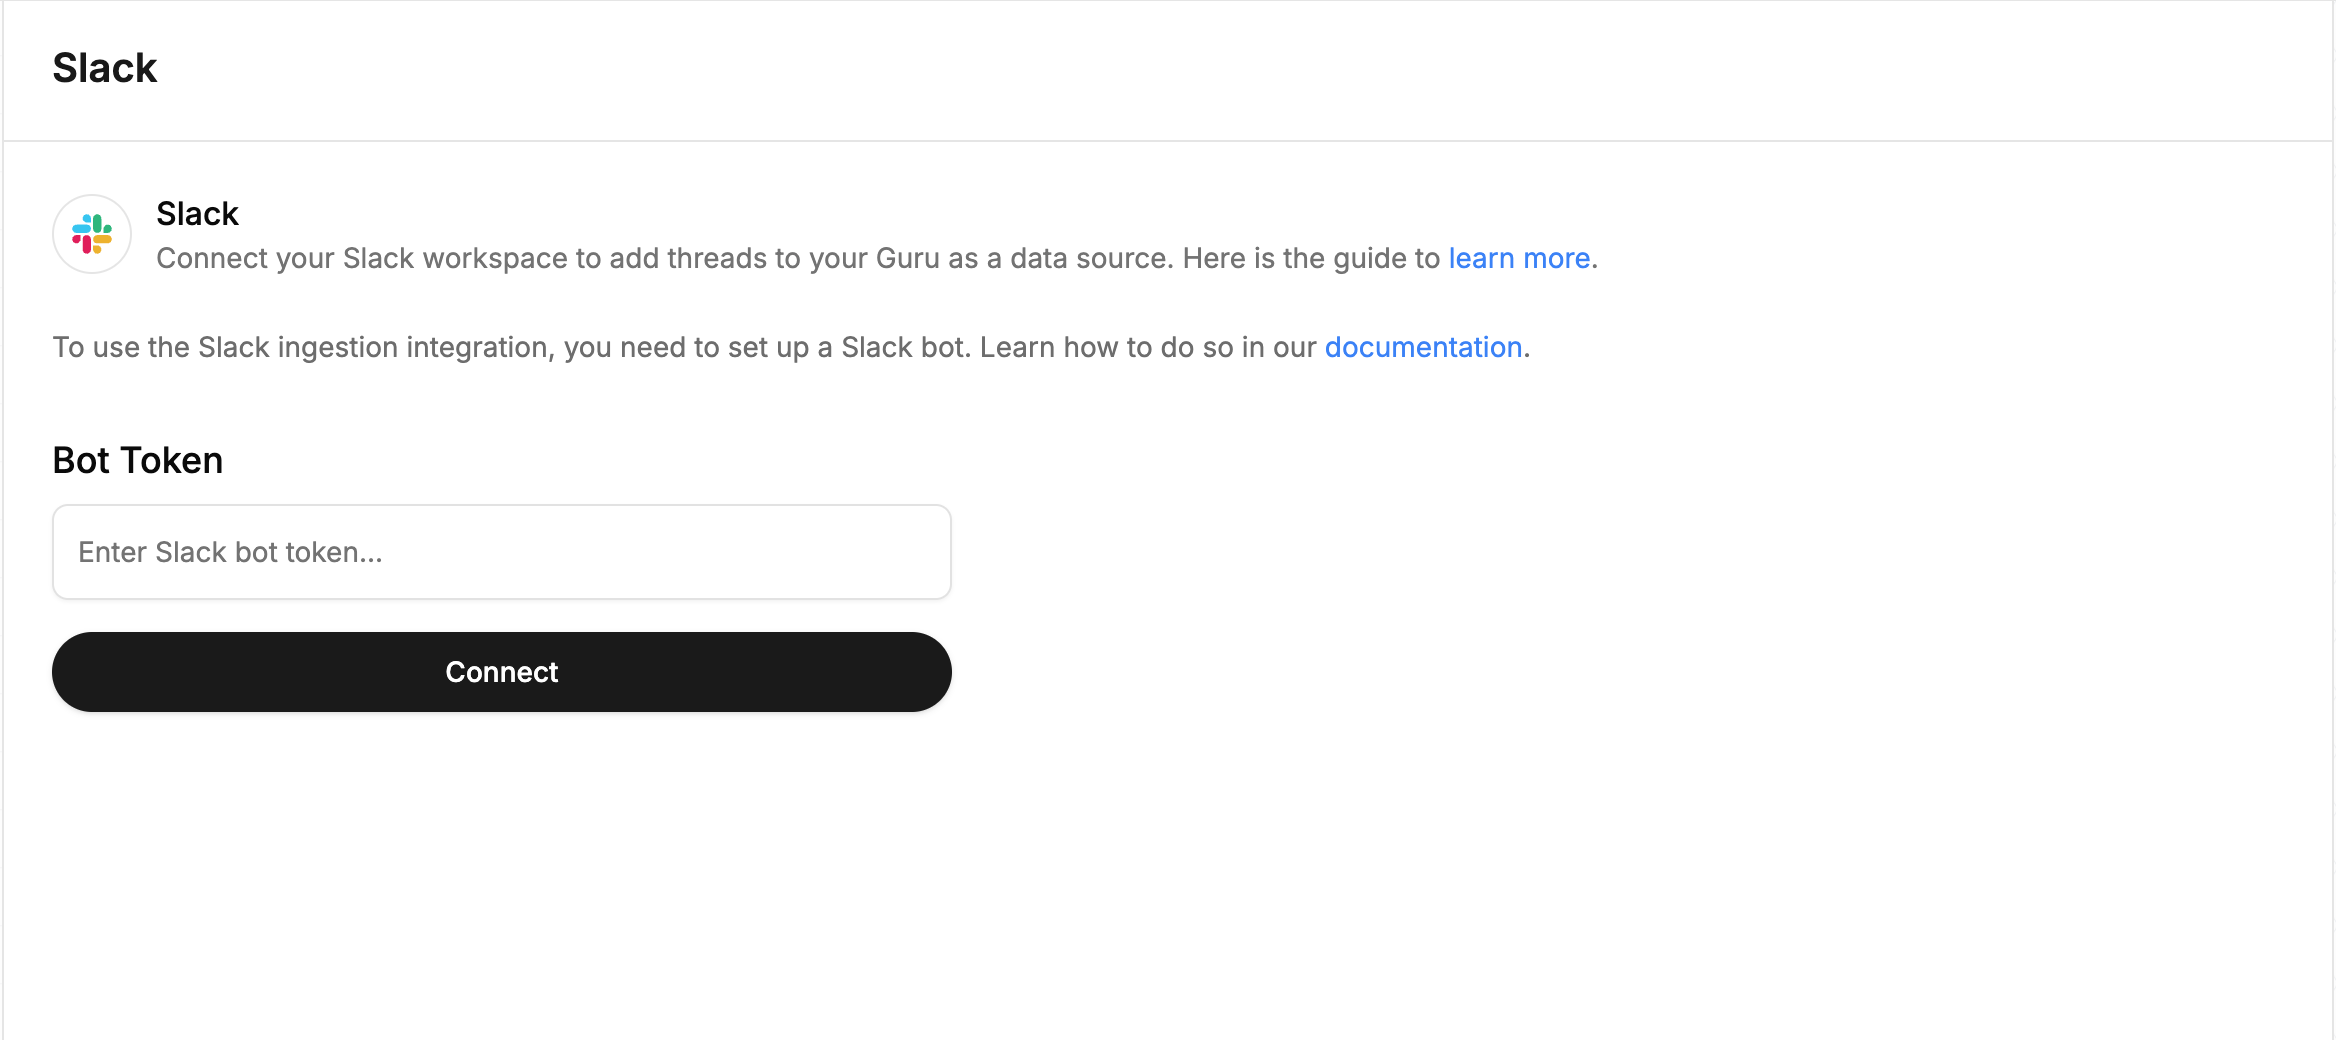 Slack
Slack
Connect your Slack workspace to add threads to your Guru as a data source. Here is the guide to learn more.
To use the Slack ingestion integration, you need to set up a Slack bot. Learn how to do so in our documentation.
Bot Token
Enter Slack bot token...
Connect